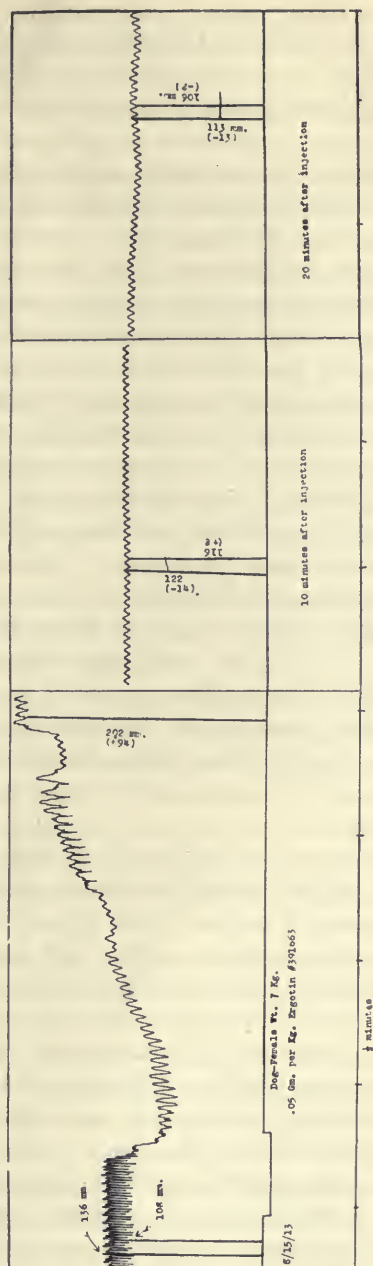 136 mm.
108 mm.
8/15/13
Dog-Female Wt. 7 Kg.
.05 Gm. per Kg. Ergotin #391063
½ minutes
202 mm.
(+94)
122
(-14).
116
10 minutes after injection
113 mm.
(-13)
106 mm.
(-2)
20 minutes after injection